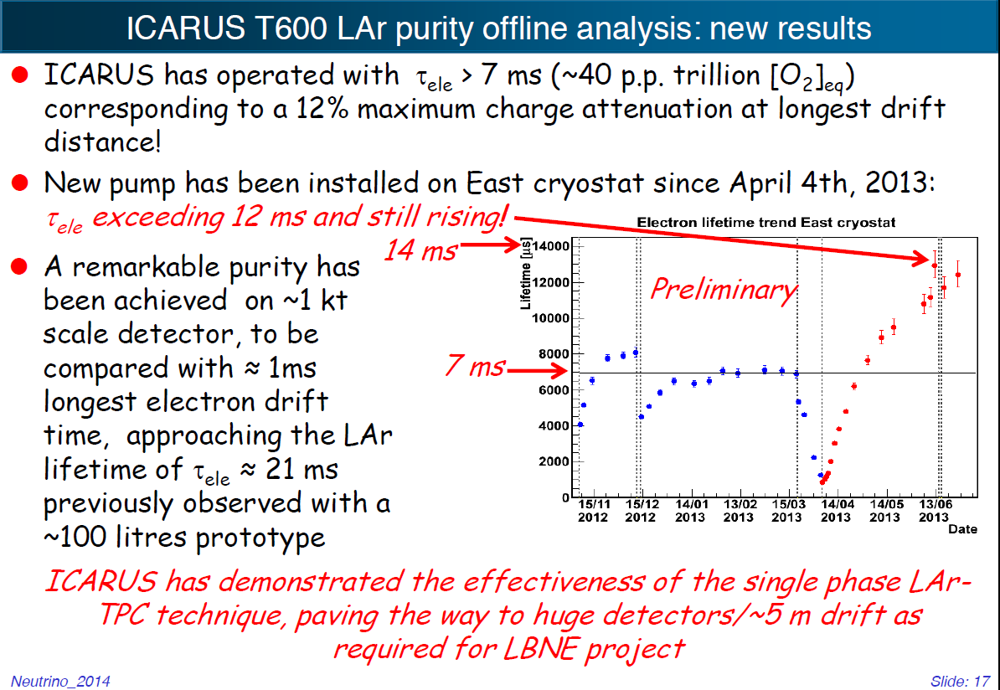 ICARUS T600 LAr purity offline analysis: new results
ICARUS has operated with τele > 7 ms (~40 p.p. trillion [O2]eq)
corresponding to a 12% maximum charge attenuation at longest drift
distance!
New pump has been installed on East cryostat since April 4th, 2013:
τele exceeding 12 ms and still rising!
A remarkable purity has
been achieved on ~1 kt
scale detector, to be
compared with ≈ 1ms
longest electron drift
time, approaching the LAr
lifetime of τele ≈ 21 ms
previously observed with a
~100 litres prototype
Electron lifetime trend East cryostat
14 ms
7 ms
Preliminary
Lifetime [µs]
14000
12000
10000
8000
6000
4000
2000
0
15/11 15/12 14/01 13/02 15/03 14/04 14/05 13/06
2012 2012 2013 2013 2013 2013 2013 2013
Date
ICARUS has demonstrated the effectiveness of the single phase LAr-
TPC technique, paving the way to huge detectors/~5 m drift as
required for LBNE project
Neutrino_2014
Slide: 17